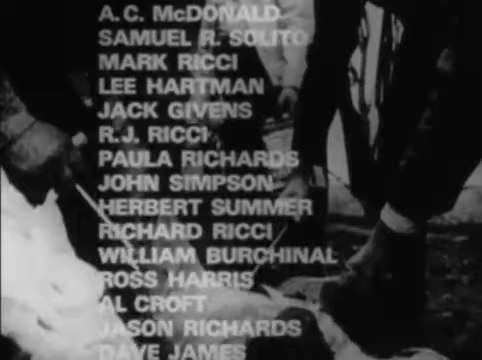 A.C. McDONALD
SAMUEL R. SOLITO
MARK RICCI
LEE HARTMAN
JACK GIVENS
R.J. RICCI
PAULA RICHARDS
JOHN SIMPSON
HERBERT SUMMER
RICHARD RICCI
WILLIAM BURCHINAL
ROSS HARRIS
AL CROFT
JASON RICHARDS
DAVE JAMES